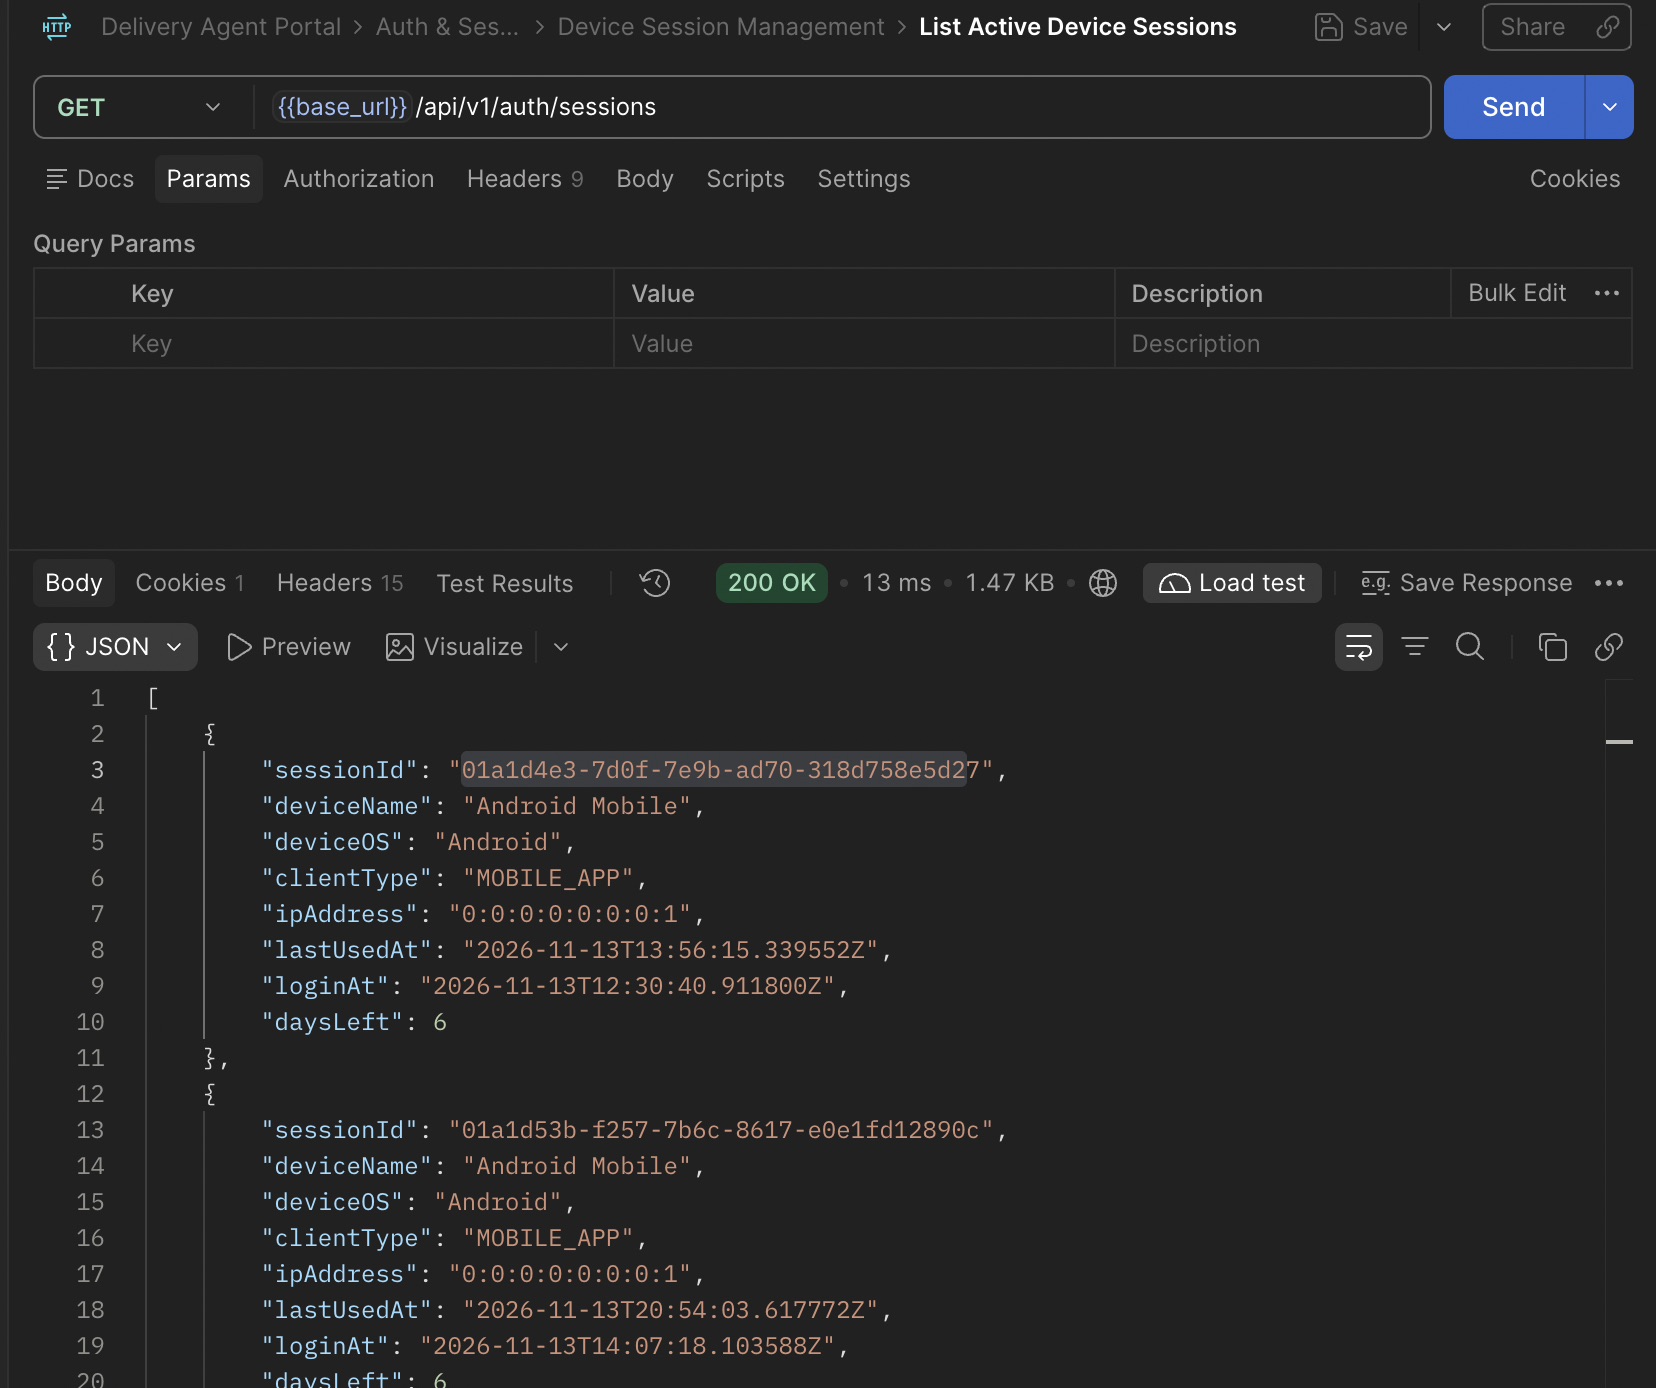 HTTP Delivery Agent Portal > Auth & Ses... > Device Session Management > List Active Device Sessions Save Share
GET {{base_url}} /api/v1/auth/sessions Send
Docs Params Authorization Headers 9 Body Scripts Settings Cookies
Query Params
Key Value Description Bulk Edit ...
Key Value Description
Body Cookies 1 Headers 15 Test Results 200 OK • 13 ms • 1.47 KB • Load test e.g. Save Response ...
{} JSON Preview Visualize
1 [
2 {
3 "sessionId": "01a1d4e3-7d0f-7e9b-ad70-318d758e5d27",
4 "deviceName": "Android Mobile",
5 "deviceOS": "Android",
6 "clientType": "MOBILE_APP",
7 "ipAddress": "0:0:0:0:0:0:0:1",
8 "lastUsedAt": "2026-11-13T13:56:15.339552Z",
9 "loginAt": "2026-11-13T12:30:40.911800Z",
10 "daysLeft": 6
11 },
12 {
13 "sessionId": "01a1d53b-f257-7b6c-8617-e0e1fd12890c",
14 "deviceName": "Android Mobile",
15 "deviceOS": "Android",
16 "clientType": "MOBILE_APP",
17 "ipAddress": "0:0:0:0:0:0:0:1",
18 "lastUsedAt": "2026-11-13T20:54:03.617772Z",
19 "loginAt": "2026-11-13T14:07:18.103588Z",
20 "daysLeft": 6